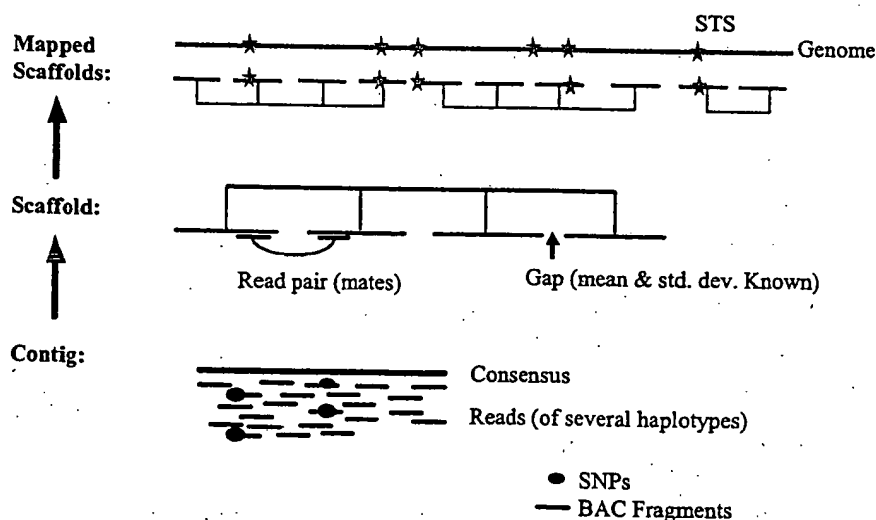 STS
Mapped
Scaffolds:
Genome
Scaffold:
Read pair (mates)
Gap (mean & std. dev. Known)
Contig:
Consensus
Reads (of several haplotypes)
SNPs
BAC Fragments